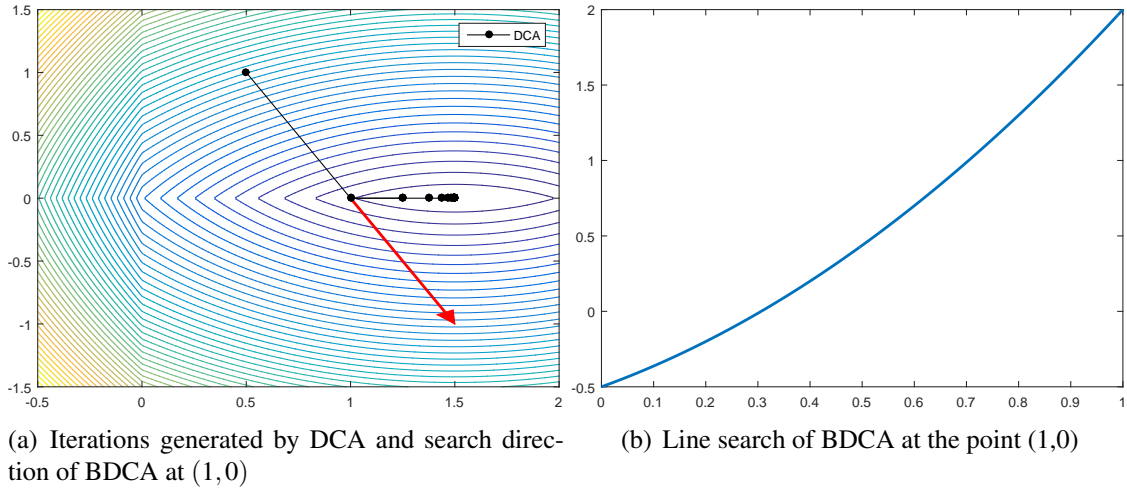 1.5
1
0.5
0
-0.5
-1
-1.5
-0.5 0 0.5 1 1.5 2
DCA
2
1.5
1
0.5
0
-0.5
0 0.1 0.2 0.3 0.4 0.5 0.6 0.7 0.8 0.9 1
(a) Iterations generated by DCA and search direc-
tion of BDCA at (1,0)
(b) Line search of BDCA at the point (1,0)